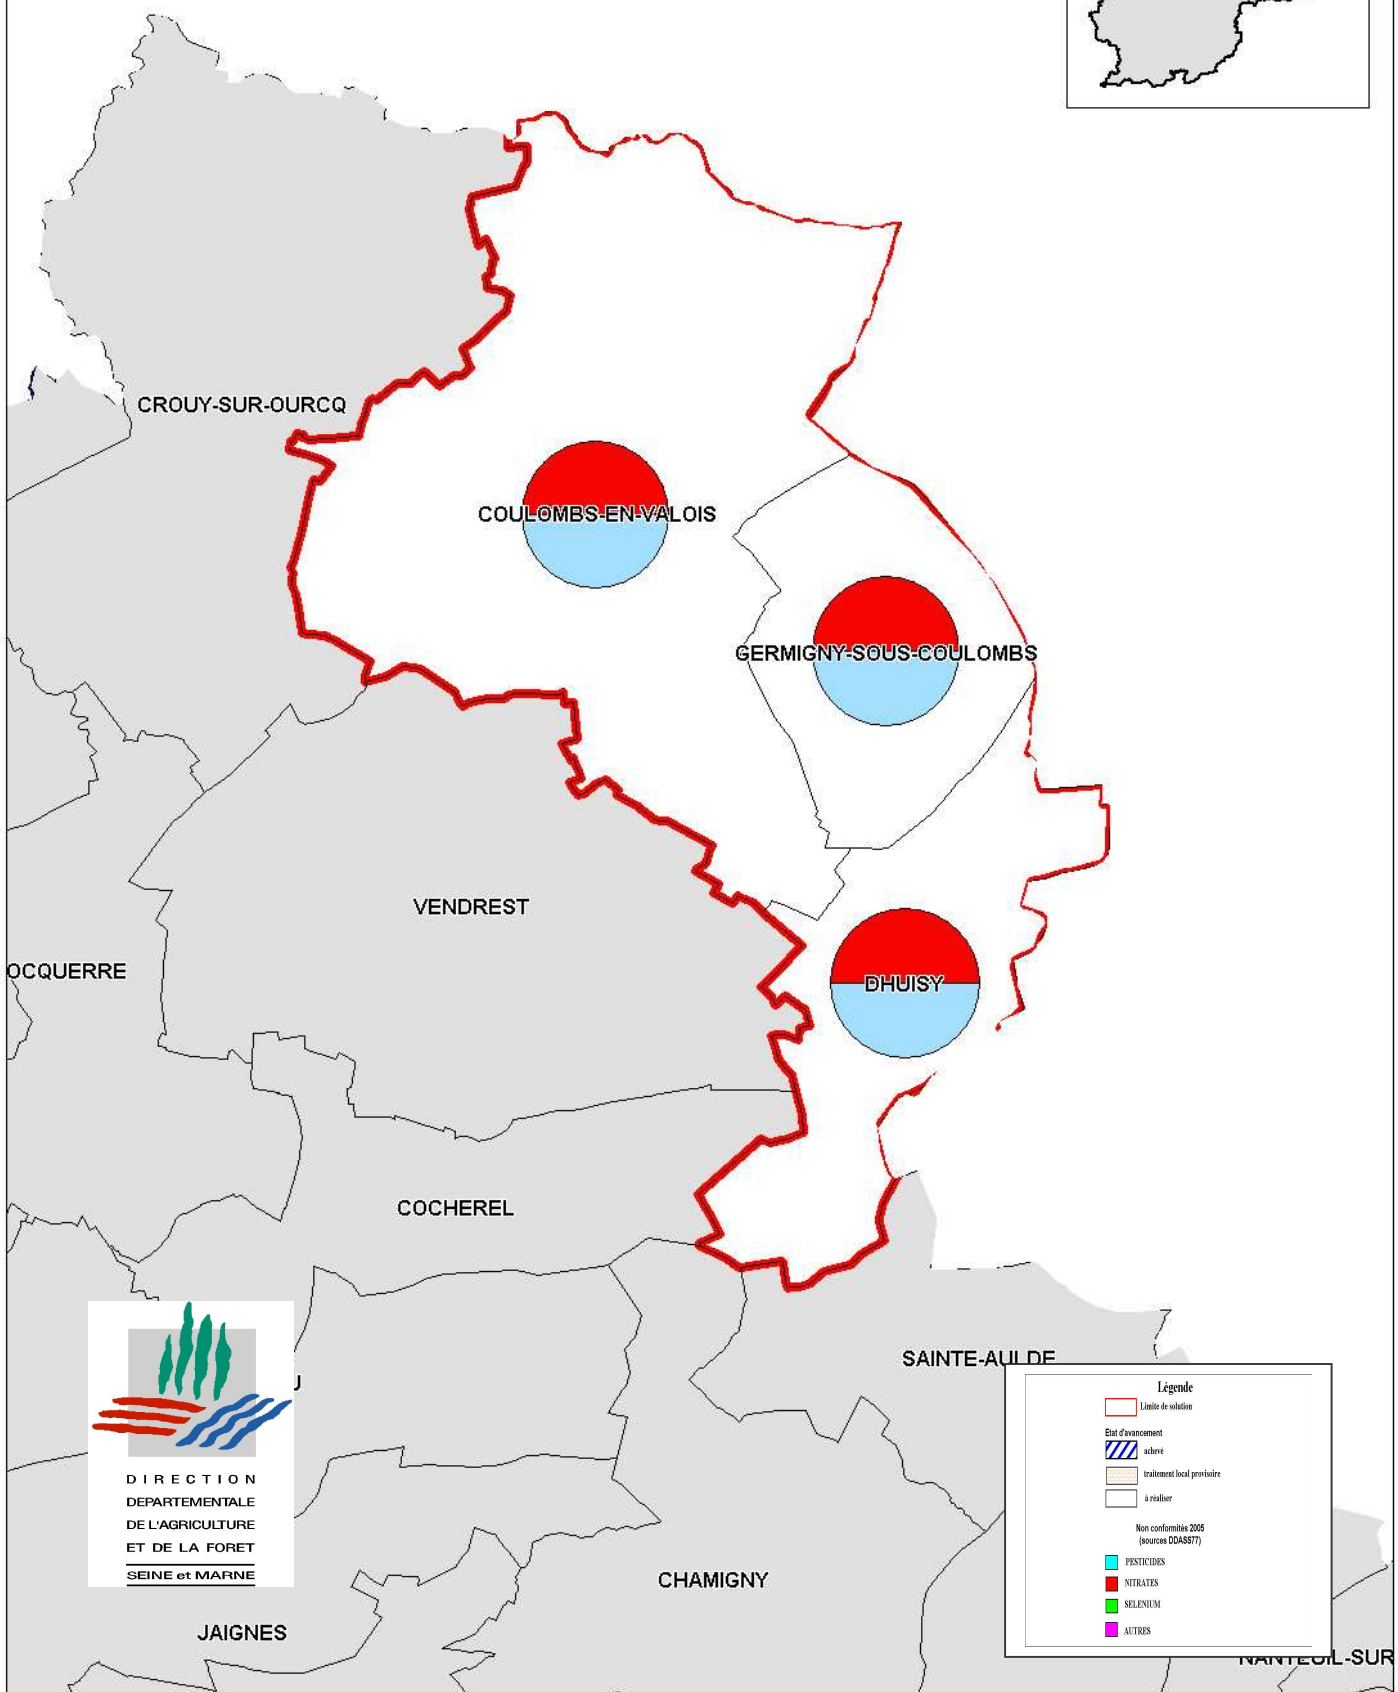 CROUY-SUR-OURCQ
COULOMBS-EN-VALOIS
GERMIGNY-SOUS-COULOMBS
VENDREST
OCQUERRE
DHUISY
COCHEREL
SAINTE-AULDE
U
DIRECTION
DEPARTEMENTALE
DE L'AGRICULTURE
ET DE LA FORET
SEINE et MARNE
Légende
Limite de solution
Etat d'avancement
achevé
traitement local provisoire
à réaliser
Non conformités 2005
(sources DDASS77)
PESTICIDES
NITRATES
SELENIUM
AUTRES
CHAMIGNY
JAIGNES
NANTEUIL-SUR